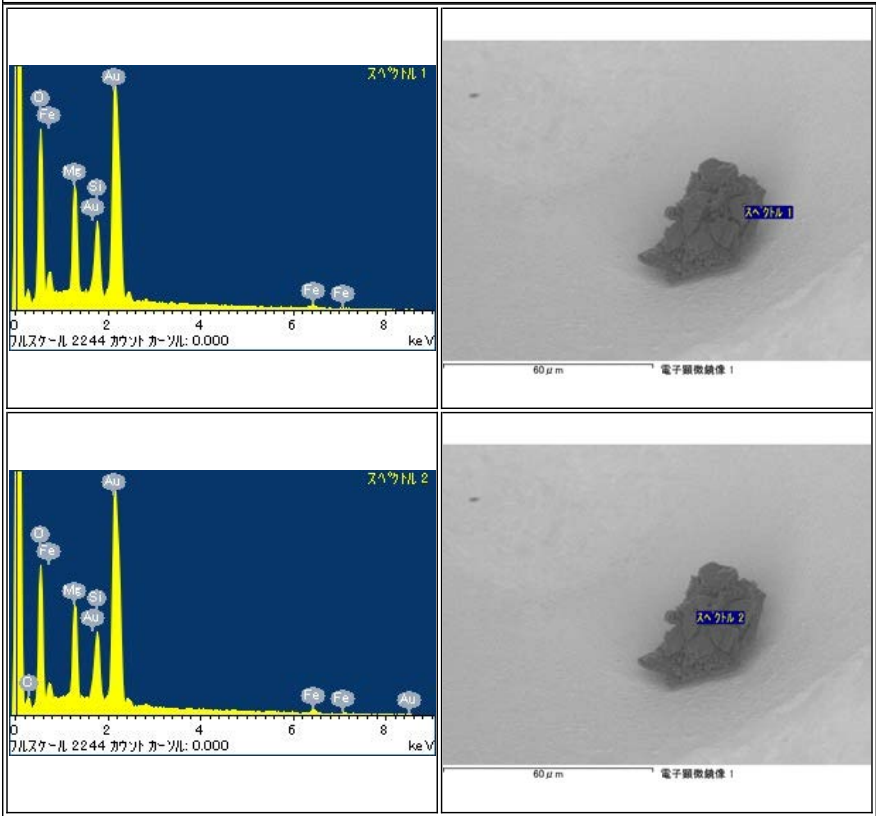 スペクトル 1
Au
O
Fe
Mg
Si
Au
Fe
Fe
0 2 4 6 8
フルスケール 2244 カウント カーソル: 0.000 keV
スペクトル 1
60μm 電子顕微鏡像 1
スペクトル 2
Au
O
Fe
Mg
Si
Au
C
Fe
Fe
Au
0 2 4 6 8
フルスケール 2244 カウント カーソル: 0.000 keV
スペクトル 2
60μm 電子顕微鏡像 1